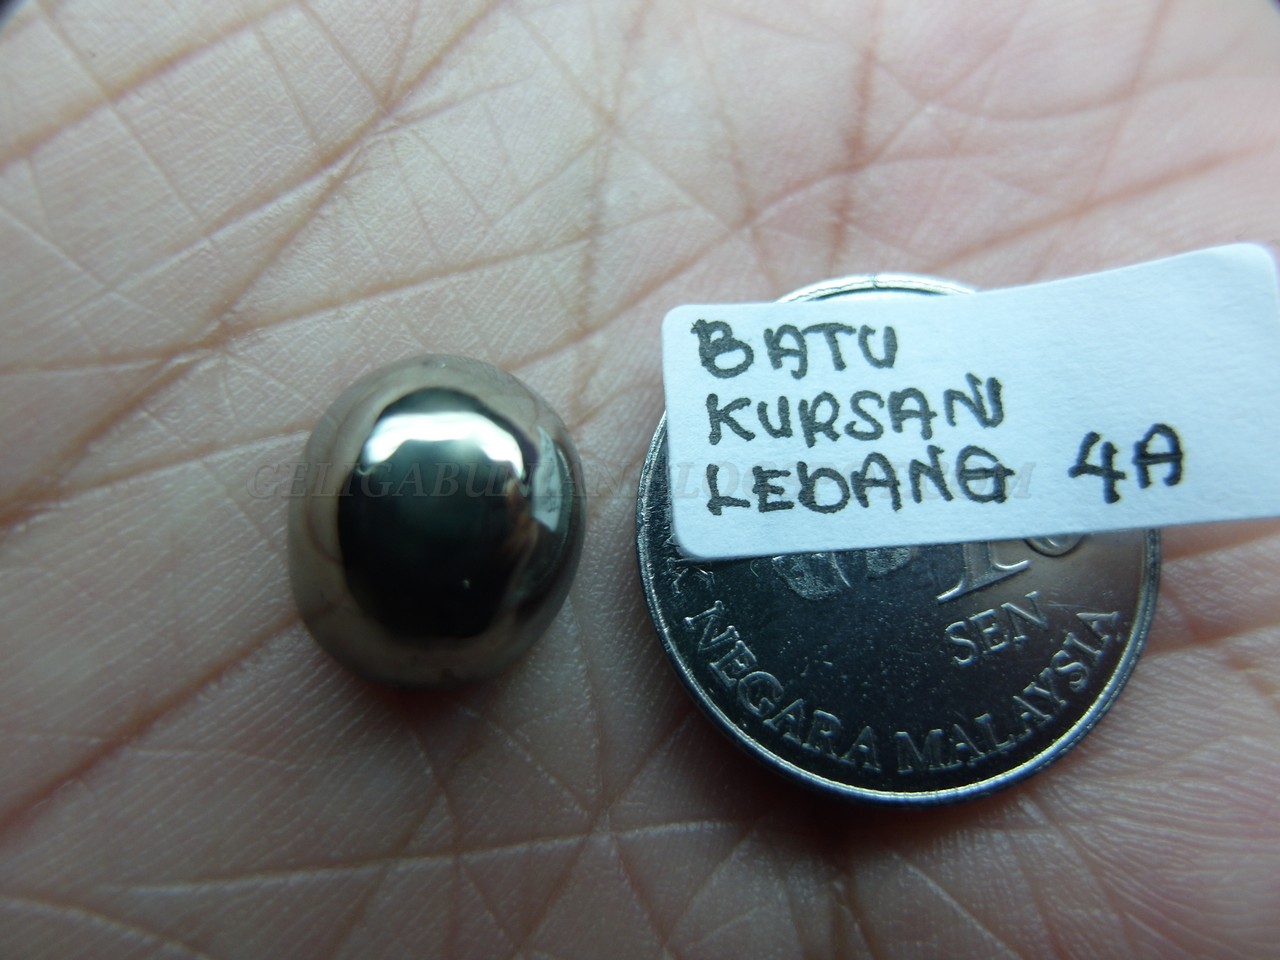 BATU
KURSANI
LEDANG 4A
SEN
NEGARA MALAYSIA